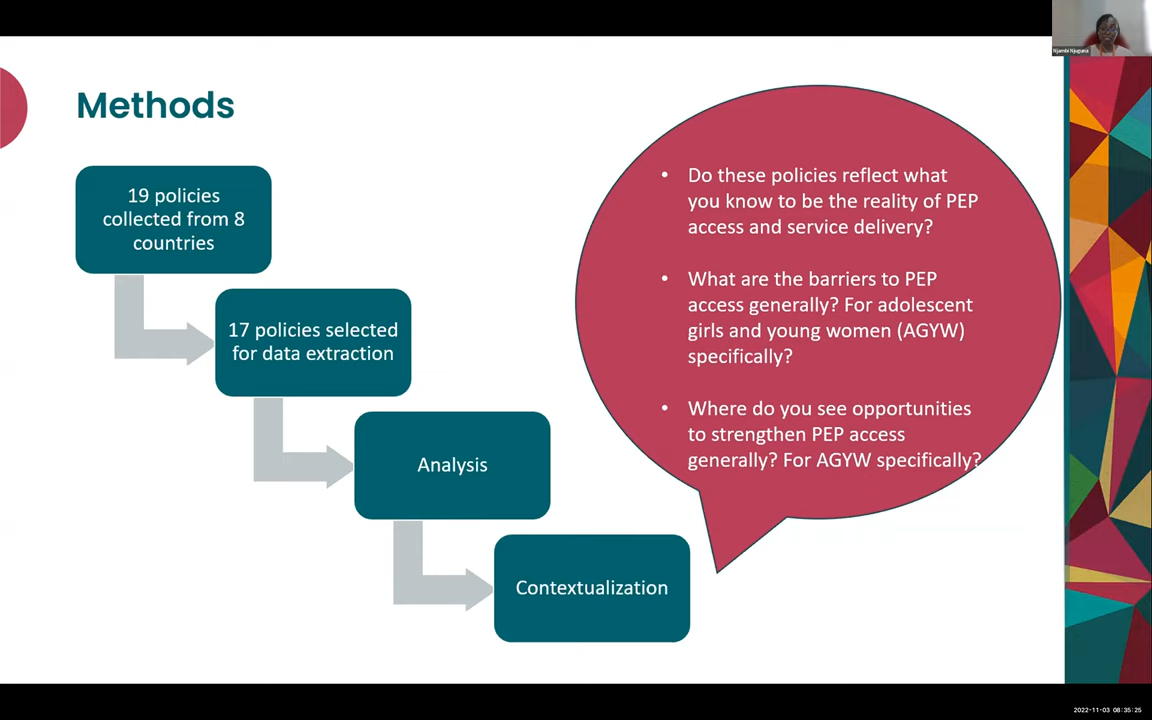 Njambi Njuguna
Methods
19 policies
collected from 8
countries
17 policies selected
for data extraction
Analysis
Contextualization
• Do these policies reflect what
you know to be the reality of PEP
access and service delivery?
• What are the barriers to PEP
access generally? For adolescent
girls and young women (AGYW)
specifically?
• Where do you see opportunities
to strengthen PEP access
generally? For AGYW specifically?
2022-11-03 08:35:25